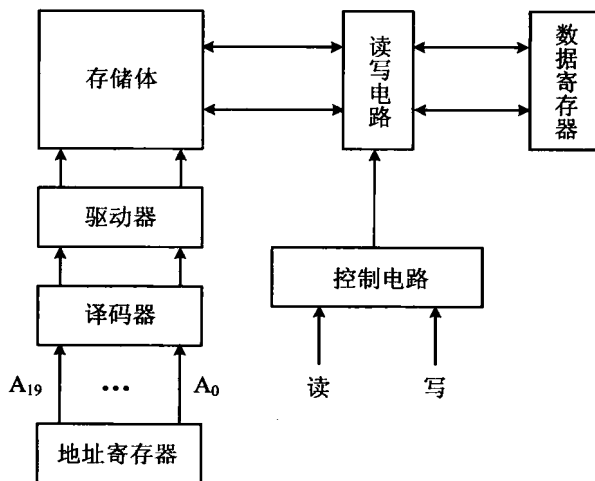 存储体
读写电路
数据寄存器
驱动器
控制电路
译码器
A19 ... A0
读 写
地址寄存器